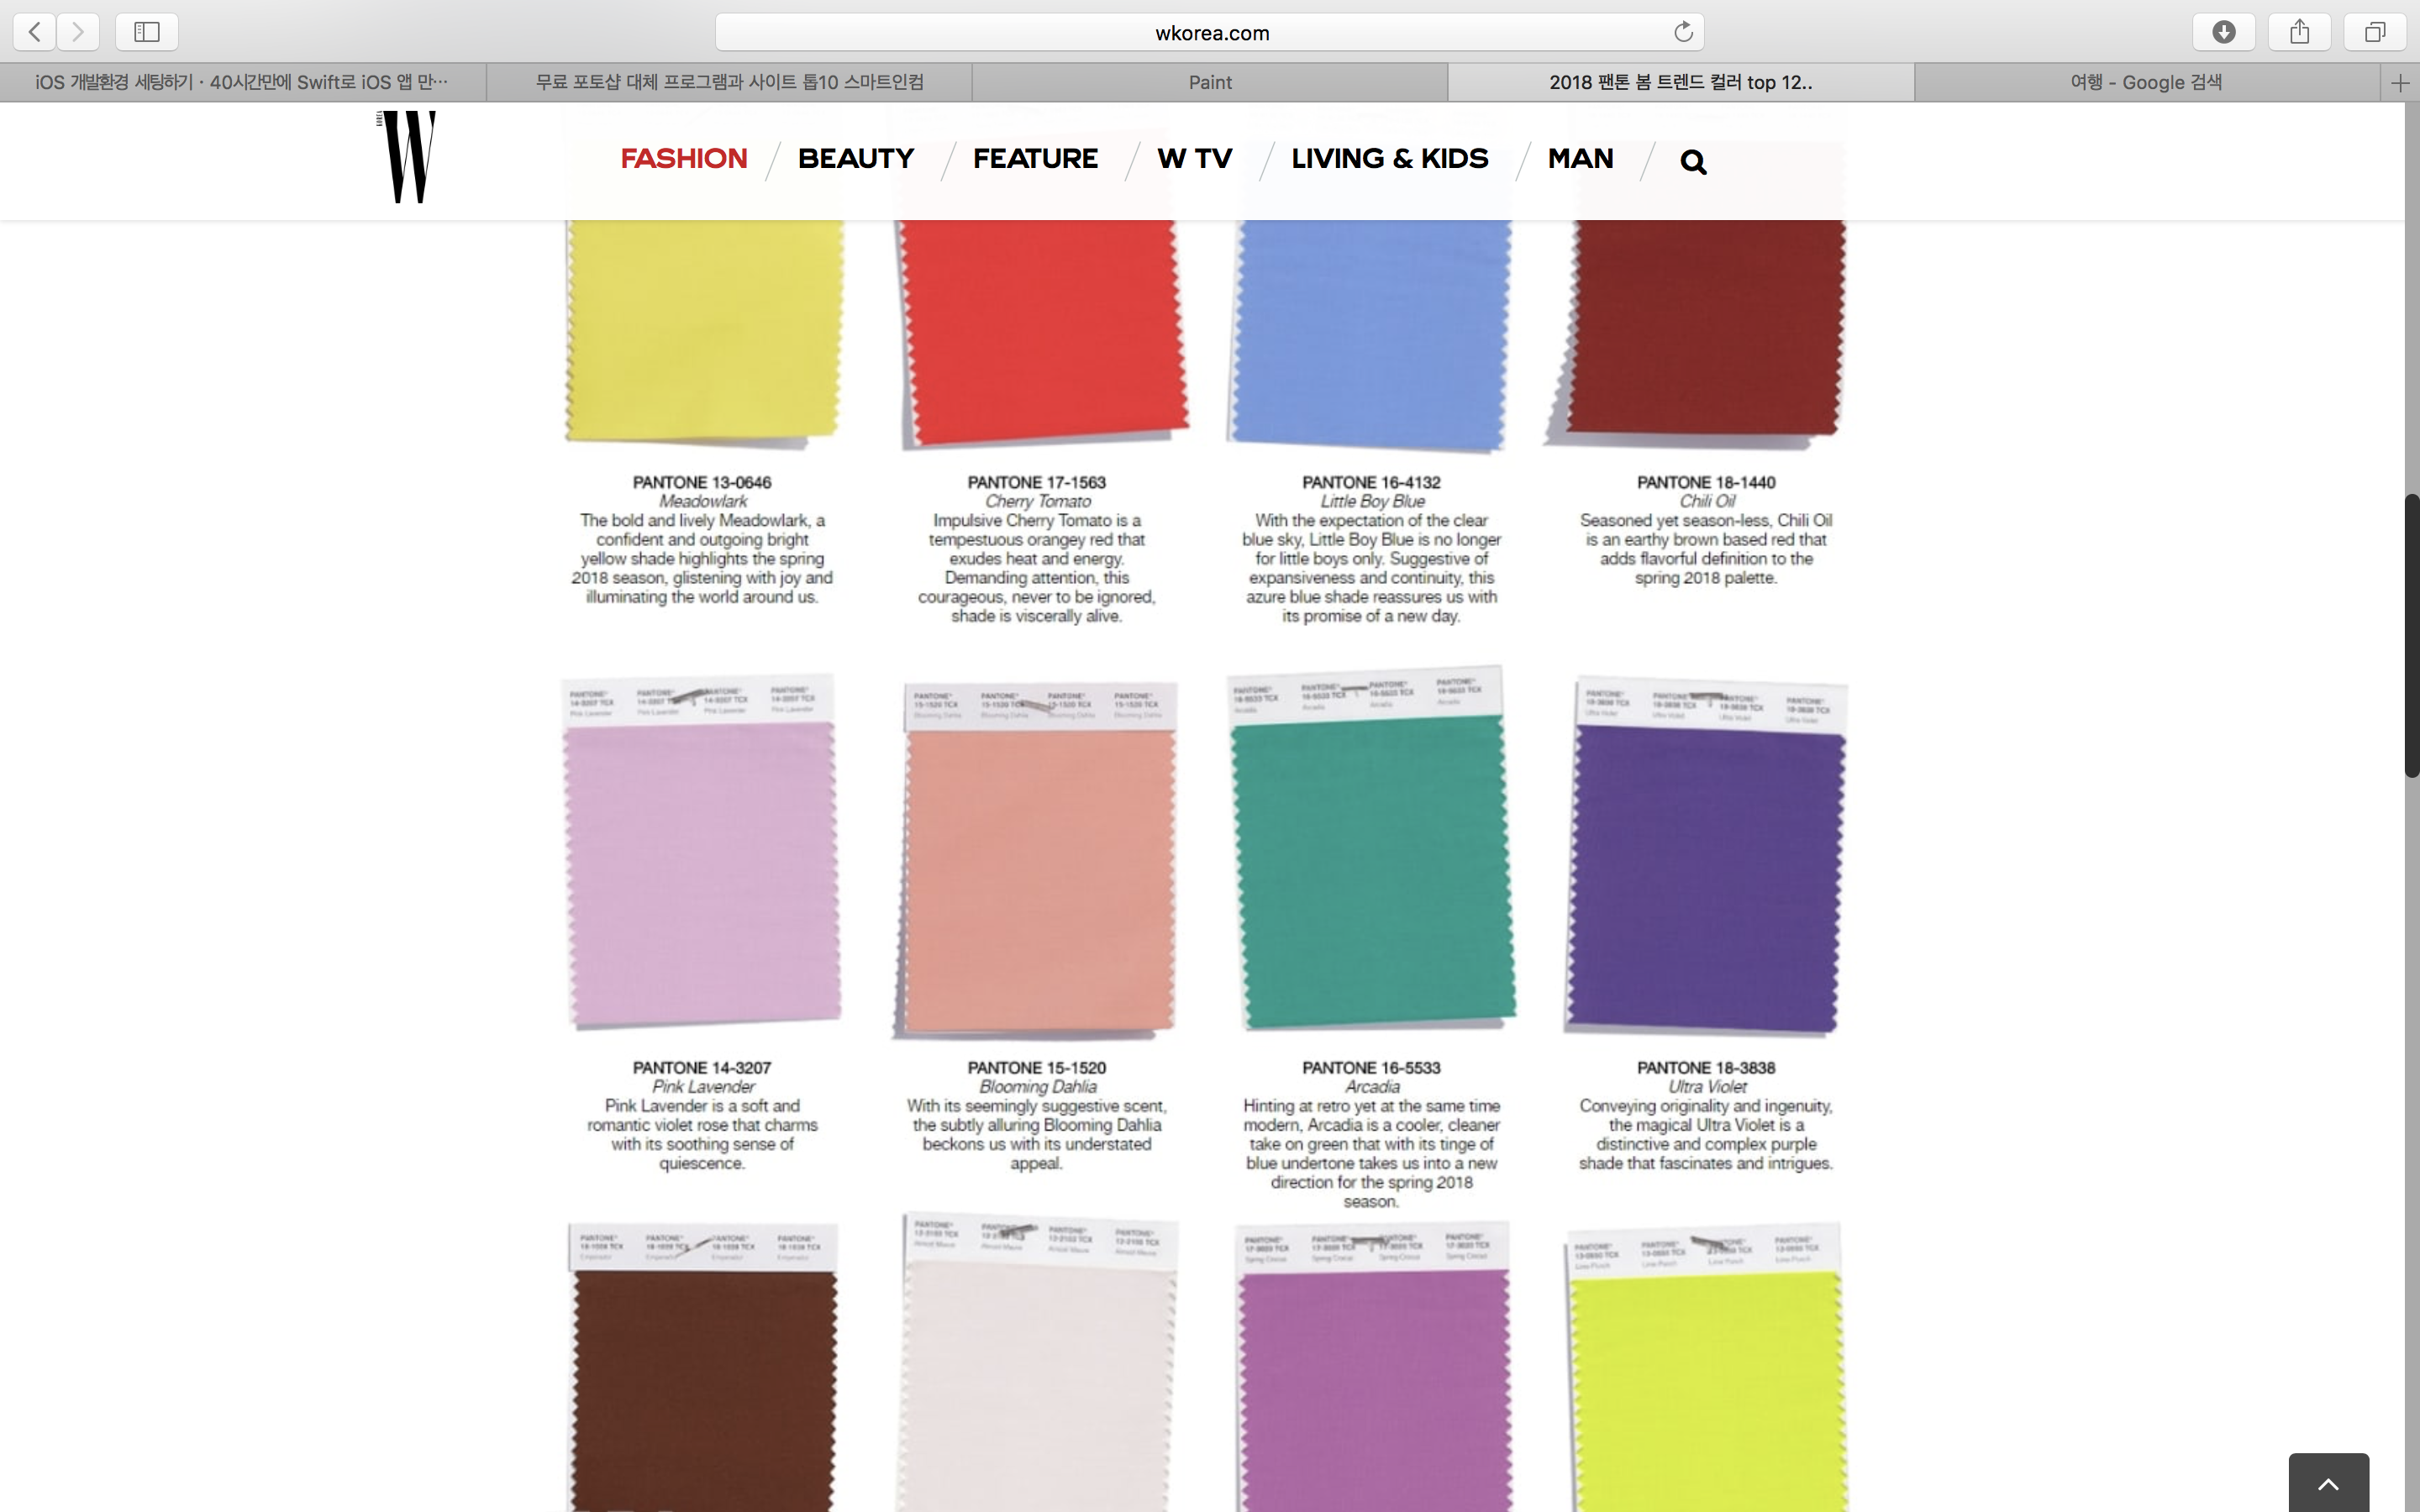 wkorea.com
iOS 개발환경 세팅하기 · 40시간만에 Swift로 iOS 앱 만…
무료 포토샵 대체 프로그램과 사이트 톱10 스마트인컴
Paint
2018 팬톤 봄 트렌드 컬러 top 12..
여행 - Google 검색
W
FASHION
BEAUTY
FEATURE
W TV
LIVING & KIDS
MAN
PANTONE 13-0646
Meadowlark
The bold and lively Meadowlark, a
confident and outgoing bright
yellow shade highlights the spring
2018 season, glistening with joy and
illuminating the world around us.
PANTONE 17-1563
Cherry Tomato
Impulsive Cherry Tomato is a
tempestuous orangey red that
exudes heat and energy.
Demanding attention, this
courageous, never to be ignored,
shade is viscerally alive.
PANTONE 16-4132
Little Boy Blue
With the expectation of the clear
blue sky, Little Boy Blue is no longer
for little boys only. Suggestive of
expansiveness and continuity, this
azure blue shade reassures us with
its promise of a new day.
PANTONE 18-1440
Chili Oil
Seasoned yet season-less, Chili Oil
is an earthy brown based red that
adds flavorful definition to the
spring 2018 palette.
PANTONE 14-3207
Pink Lavender
Pink Lavender is a soft and
romantic violet rose that charms
with its soothing sense of
quiescence.
PANTONE 15-1520
Blooming Dahlia
With its seemingly suggestive scent,
the subtly alluring Blooming Dahlia
beckons us with its understated
appeal.
PANTONE 16-5533
Arcadia
Hinting at retro yet at the same time
modern, Arcadia is a cooler, cleaner
take on green that with its tinge of
blue undertone takes us into a new
direction for the spring 2018
season.
PANTONE 18-3838
Ultra Violet
Conveying originality and ingenuity,
the magical Ultra Violet is a
distinctive and complex purple
shade that fascinates and intrigues.